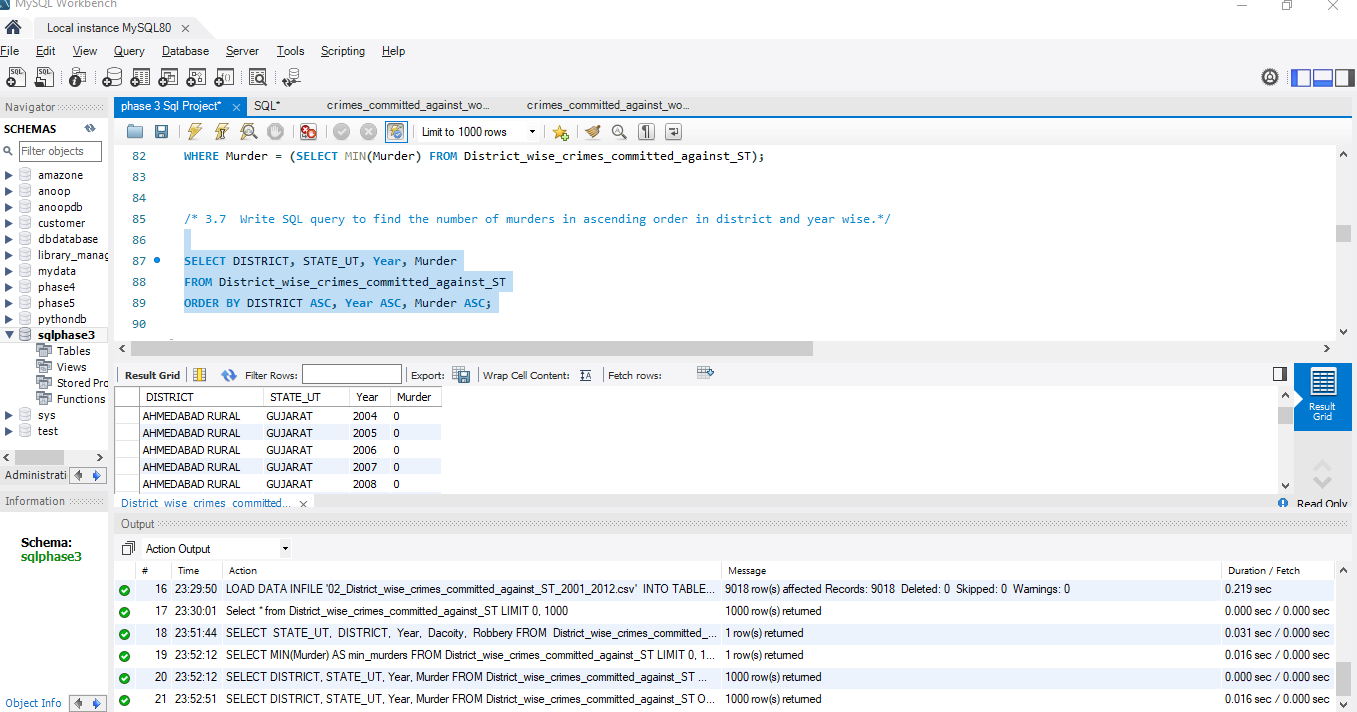 MySQL Workbench
Local instance MySQL80
File Edit View Query Database Server Tools Scripting Help
Navigator
SCHEMAS
Filter objects
amazone
anoop
anoopdb
customer
dbdatabase
library_manag
mydata
phase4
phase5
pythondb
sqlphase3
Tables
Views
Stored Pro
Functions
sys
test
Administrati
Information
Schema:
sqlphase3
Object Info
phase 3 Sql Project* SQL* crimes_committed_against_wo... crimes_committed_against_wo...
Limit to 1000 rows
82 WHERE Murder = (SELECT MIN(Murder) FROM District_wise_crimes_committed_against_ST);
83
84
85 /* 3.7 Write SQL query to find the number of murders in ascending order in district and year wise.*/
86
87 SELECT DISTRICT, STATE_UT, Year, Murder
88 FROM District_wise_crimes_committed_against_ST
89 ORDER BY DISTRICT ASC, Year ASC, Murder ASC;
90
Result Grid Filter Rows: Export: Wrap Cell Content: Fetch rows:
DISTRICT STATE_UT Year Murder
AHMEDABAD RURAL GUJARAT 2004 0
AHMEDABAD RURAL GUJARAT 2005 0
AHMEDABAD RURAL GUJARAT 2006 0
AHMEDABAD RURAL GUJARAT 2007 0
AHMEDABAD RURAL GUJARAT 2008 0
Result
Grid
District_wise_crimes_committed...
Read Only
Output
Action Output
# Time Action Message Duration / Fetch
16 23:29:50 LOAD DATA INFILE '02_District_wise_crimes_committed_against_ST_2001_2012.csv' INTO TABLE... 9018 row(s) affected Records: 9018 Deleted: 0 Skipped: 0 Warnings: 0 0.219 sec
17 23:30:01 Select * from District_wise_crimes_committed_against_ST LIMIT 0, 1000 1000 row(s) returned 0.000 sec / 0.000 sec
18 23:51:44 SELECT STATE_UT, DISTRICT, Year, Dacoity, Robbery FROM District_wise_crimes_committed_... 1 row(s) returned 0.031 sec / 0.000 sec
19 23:52:12 SELECT MIN(Murder) AS min_murders FROM District_wise_crimes_committed_against_ST LIMIT 0, 1... 1 row(s) returned 0.016 sec / 0.000 sec
20 23:52:12 SELECT DISTRICT, STATE_UT, Year, Murder FROM District_wise_crimes_committed_against_ST ... 1000 row(s) returned 0.000 sec / 0.000 sec
21 23:52:51 SELECT DISTRICT, STATE_UT, Year, Murder FROM District_wise_crimes_committed_against_ST O... 1000 row(s) returned 0.016 sec / 0.000 sec